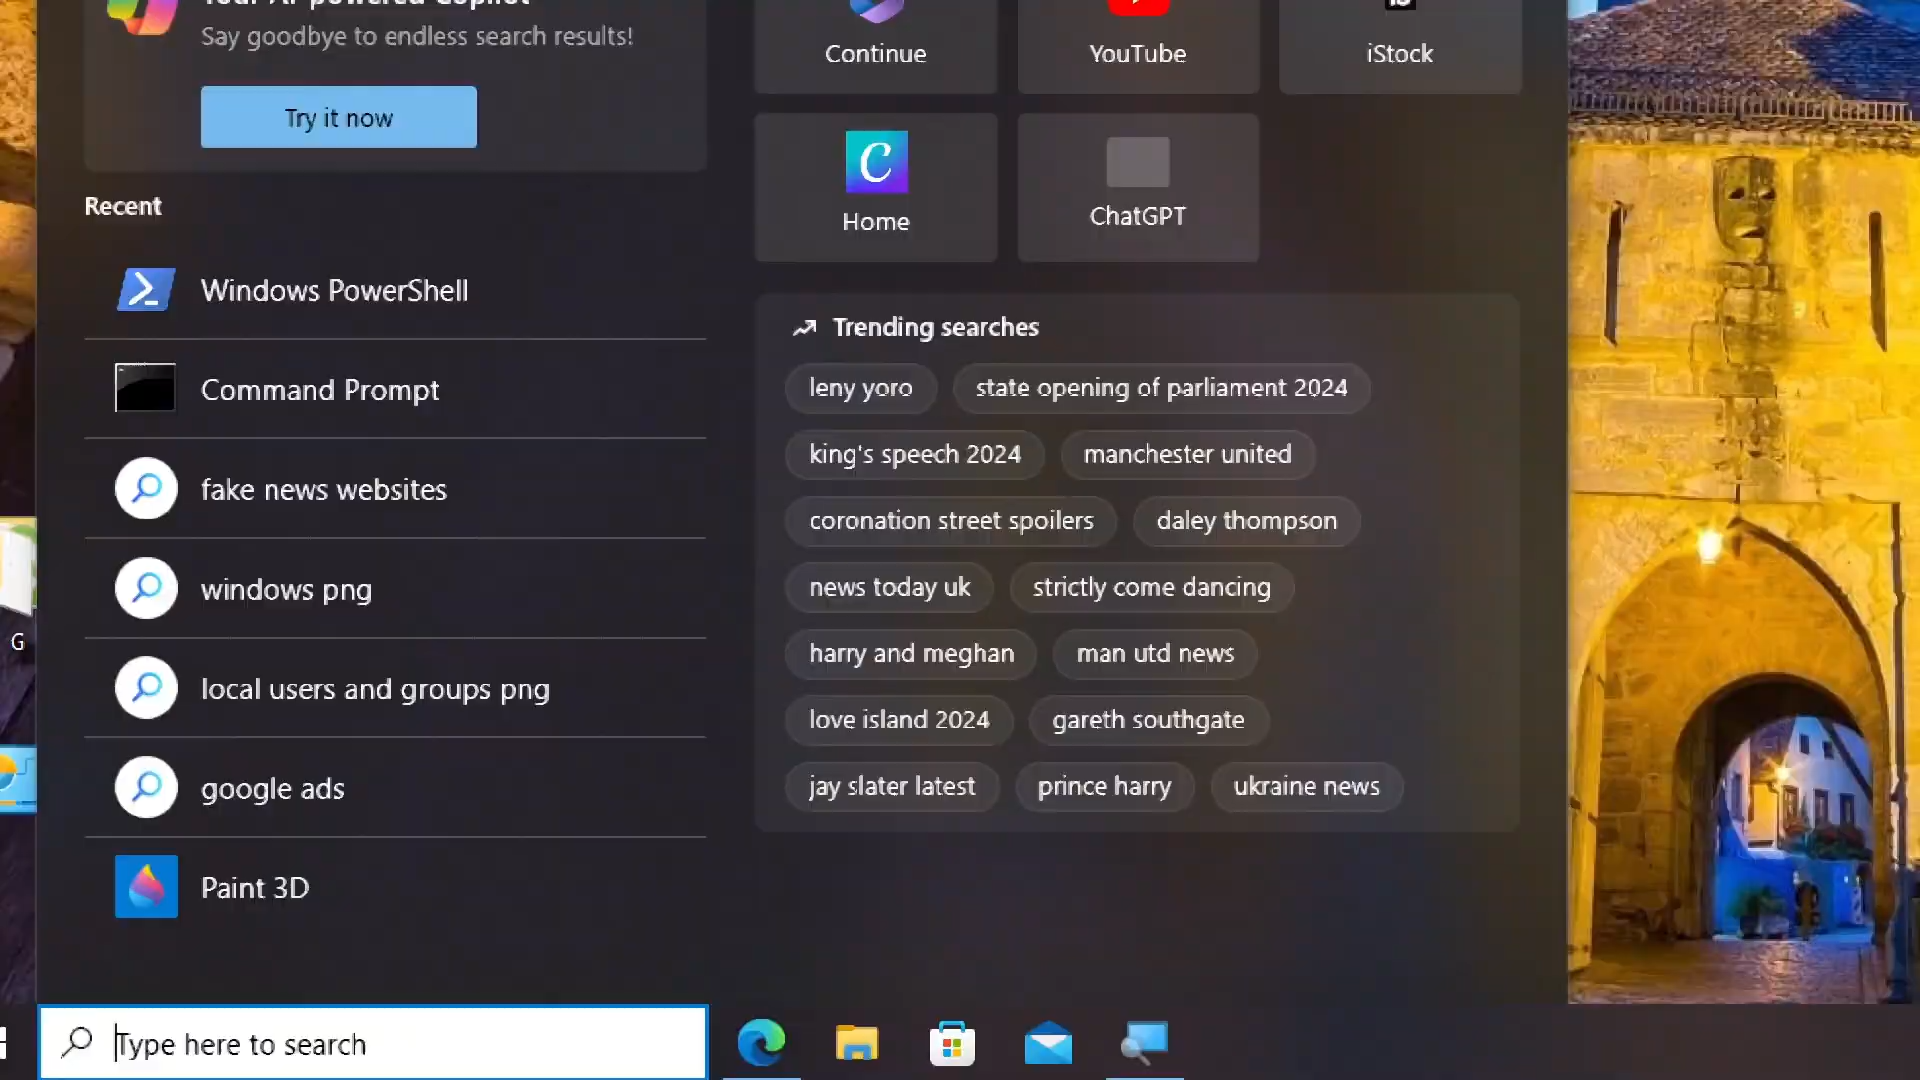 Your AI-powered Copilot
Say goodbye to endless search results!
Try it now
Recent
Windows PowerShell
Command Prompt
fake news websites
windows png
local users and groups png
google ads
Paint 3D
Continue
YouTube
iStock
Home
ChatGPT
Trending searches
leny yoro
state opening of parliament 2024
king's speech 2024
manchester united
coronation street spoilers
daley thompson
news today uk
strictly come dancing
harry and meghan
man utd news
love island 2024
gareth southgate
jay slater latest
prince harry
ukraine news
G
Type here to search